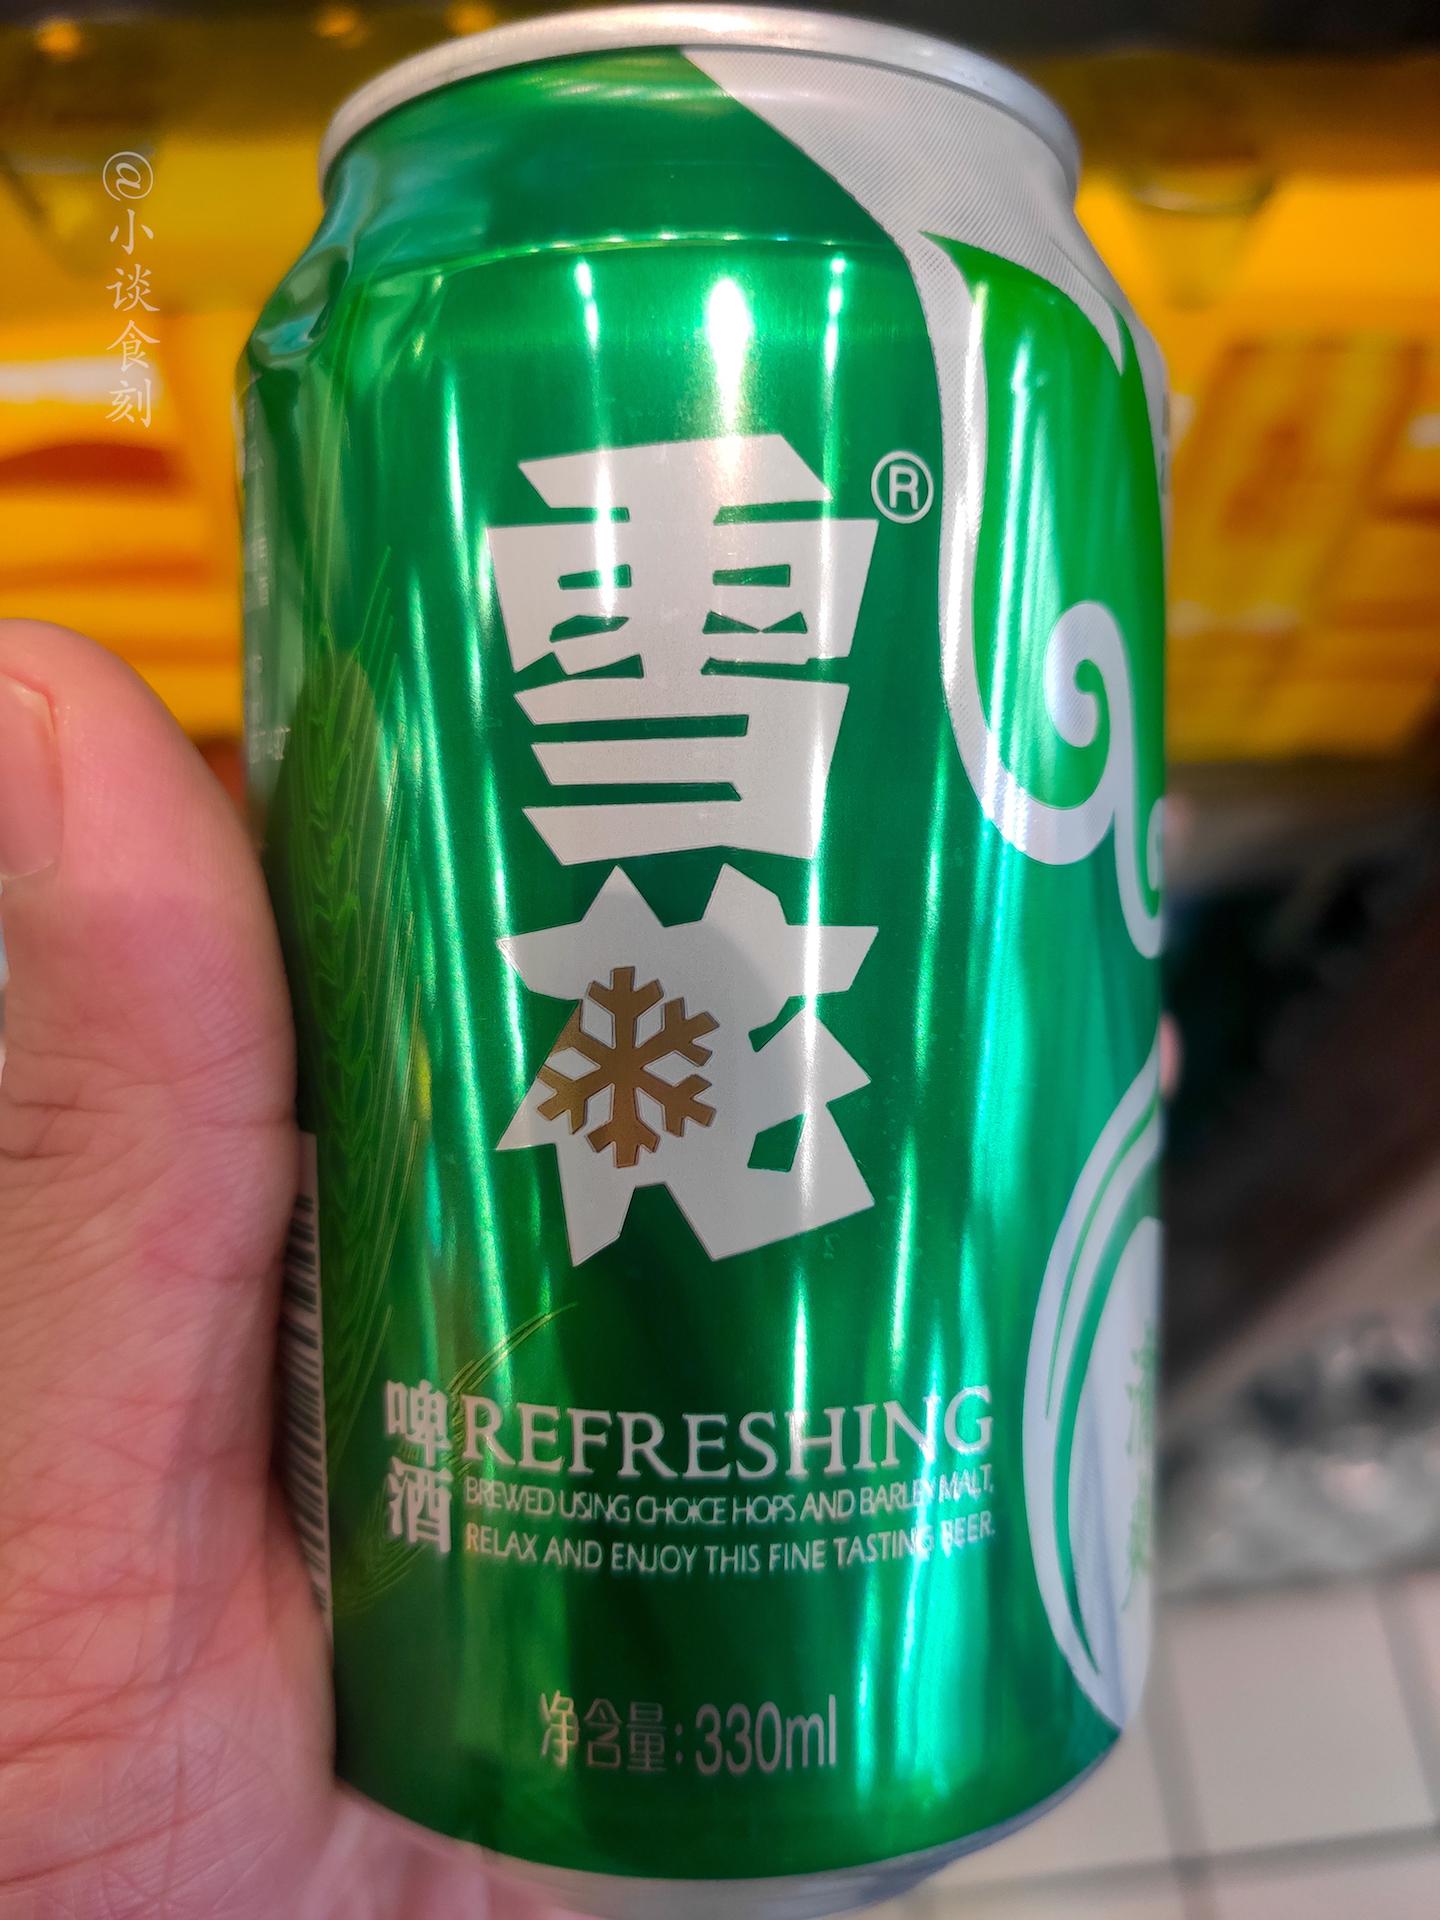 @小谈食刻
雪花®
啤酒
REFRESHING
BREWED USING CHOICE HOPS AND BARLEY MALT,
RELAX AND ENJOY THIS FINE TASTING BEER.
净含量:330ml